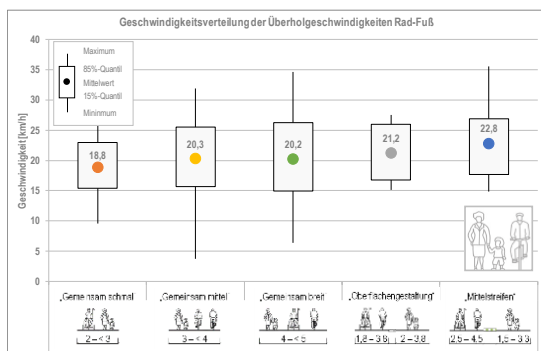 Geschwindigkeitsverteilung der Überholgeschwindigkeiten Rad-Fuß
Geschwindigkeit [km/h]
40
35
30
25
20
15
10
5
0
Maximum
85%-Quantil
Mittelwert
15%-Quantil
Mininmum
18,8
20,3
20,2
21,2
22,8
„Gemeinsam schmal"
„Gemeinsam mittel"
„Gemeinsam breit"
„Oberflächengestaltung"
„Mittelstreifen"
2 – < 3
3 – < 4
4 – < 5
(1,8 – 3,8)
2 – 3,8
(2,5 – 4,5
1,5 – 3,3)